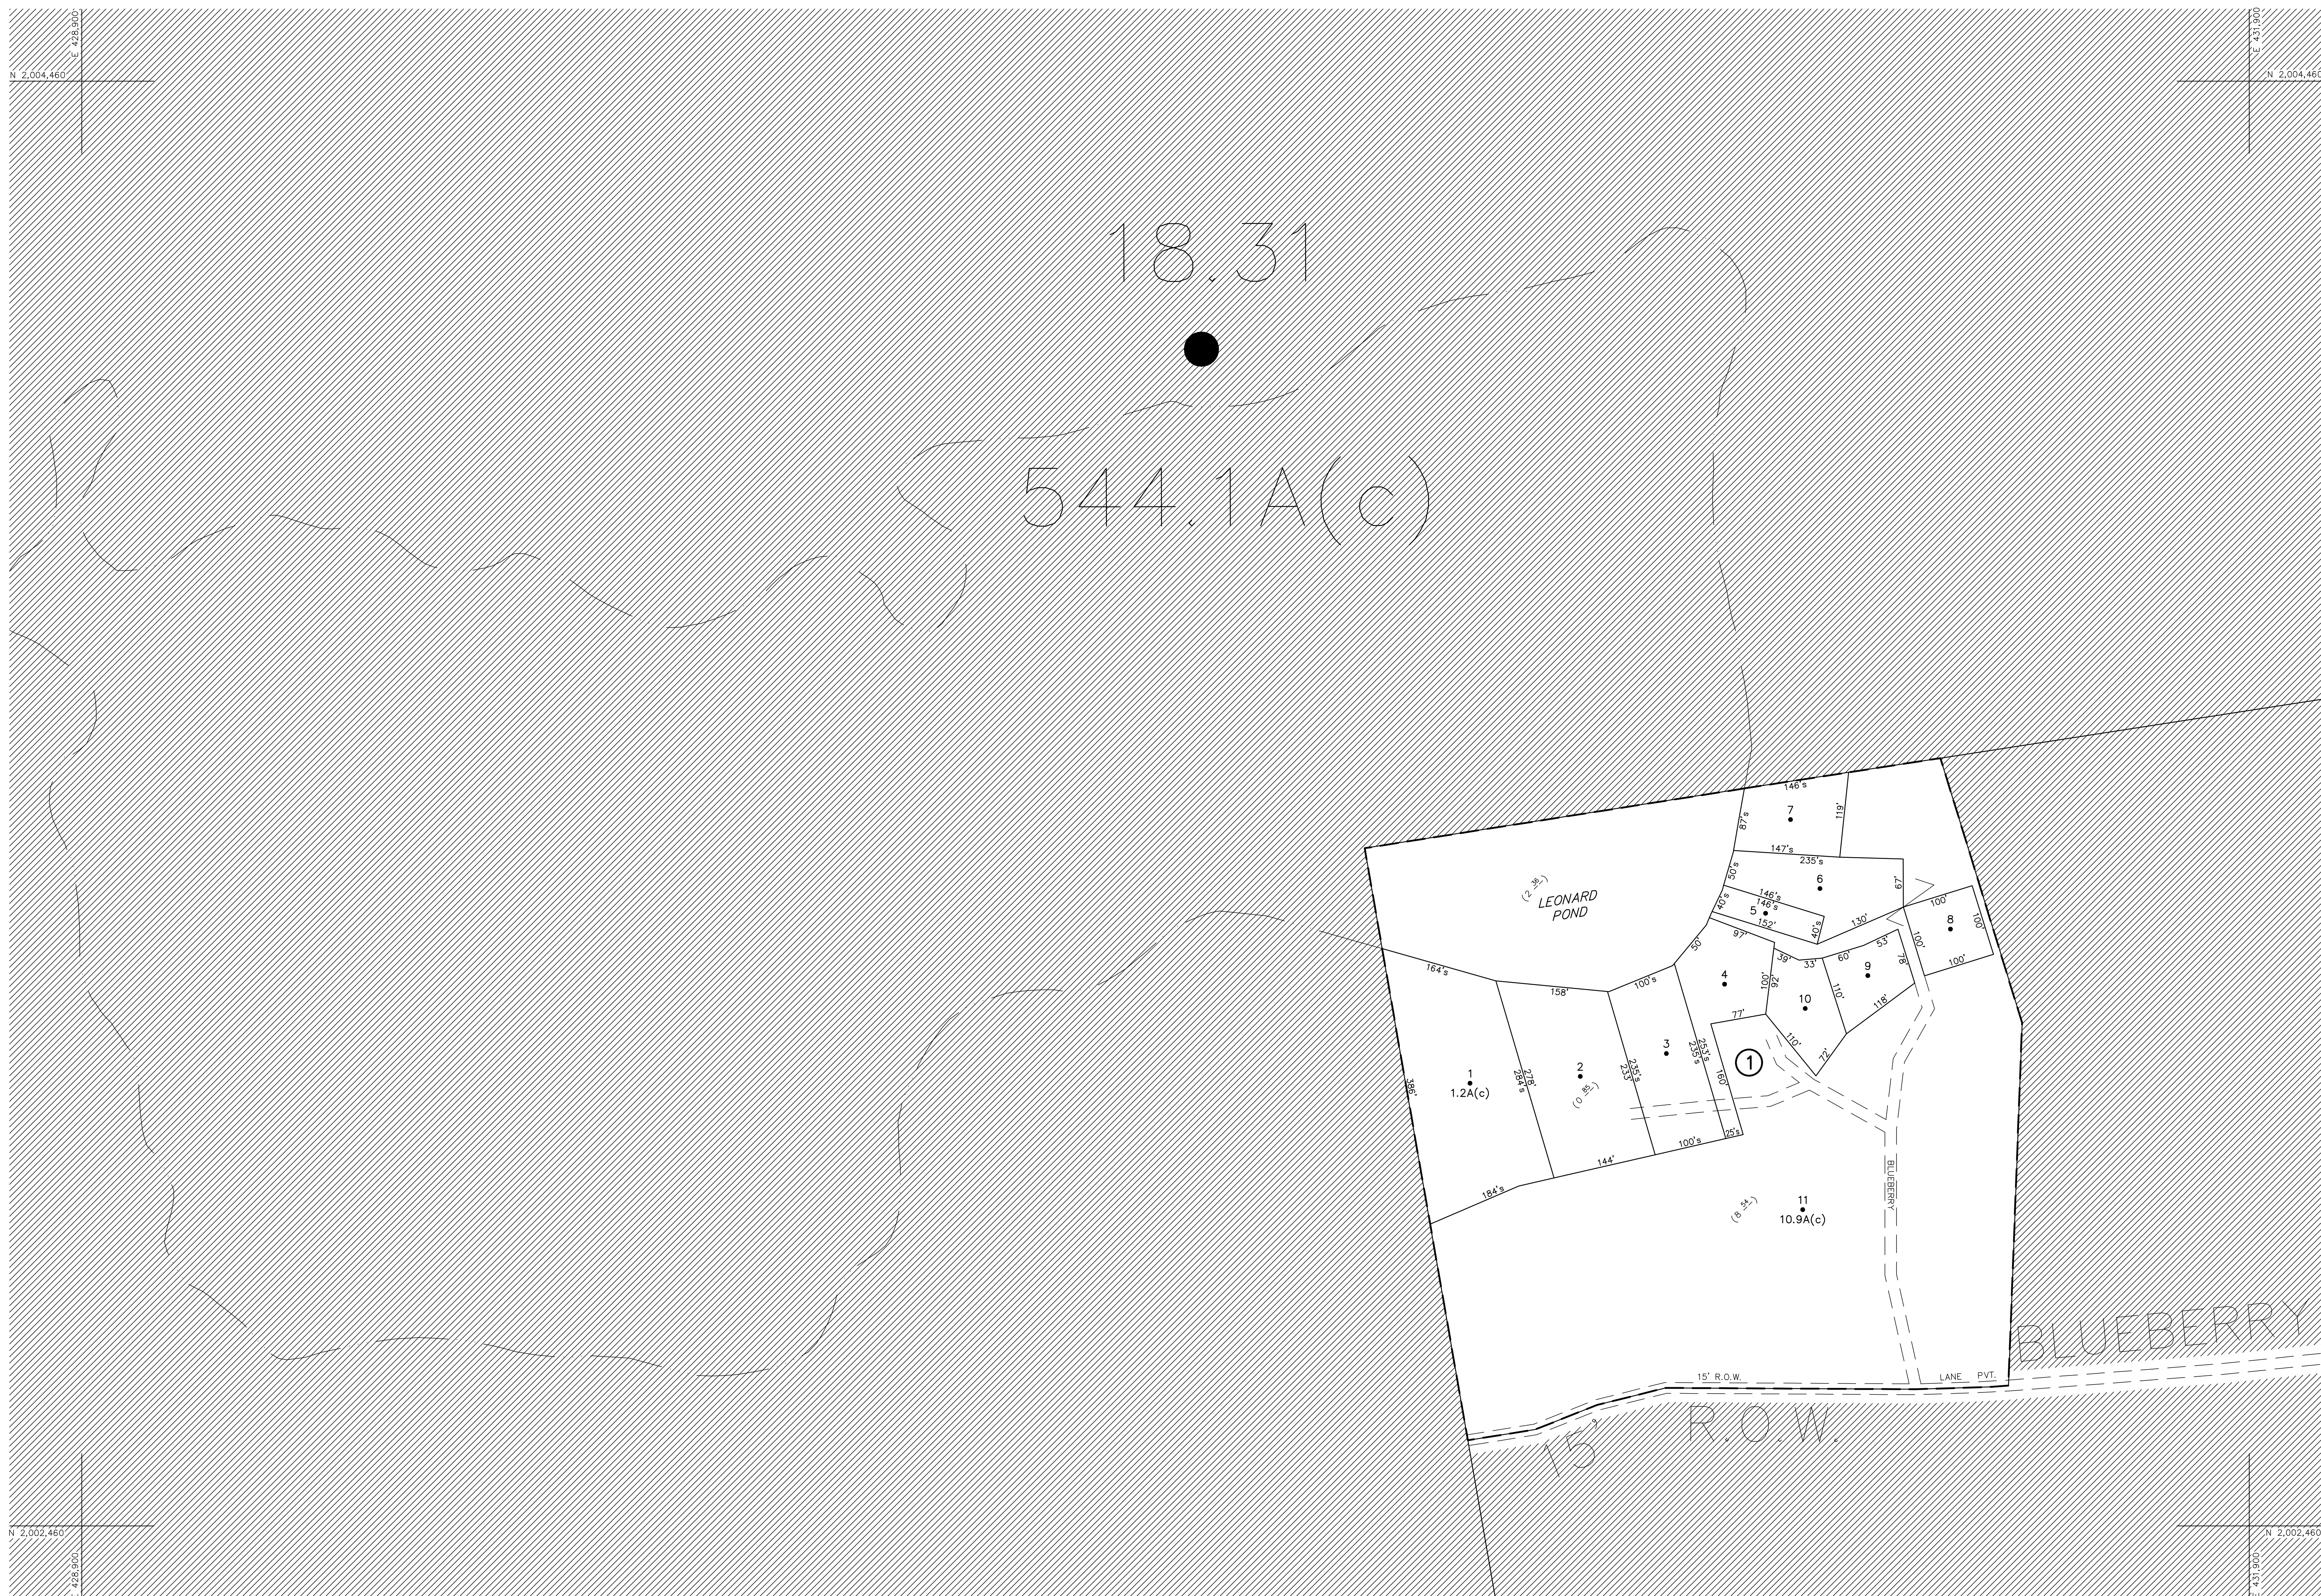 E 428,900
E 431,900
N 2,004,460
N 2,004,460
18.31
544.1A(c)
146's
7
119'
87's
147's
235's
50's
6
67'
146's
146's
40's
5
152'
40's
130'
100'
8
100'
100'
100'
(2 36)
LEONARD
POND
97'
50'
39'
33'
60'
53'
78'
164's
158'
100's
4
100'
92'
10
110'
9
118'
77'
110'
72'
253's
235's
160'
1
3
235's
233'
386'
1
1.2A(c)
278'
284's
2
(0 85)
25's
100's
144'
184's
BLUEBERRY
(8 54)
11
10.9A(c)
BLUEBERRY
15' R.O.W.
LANE PVT.
15' R.O.W.
N 2,002,460
N 2,002,460
E 428,900
E 431,900